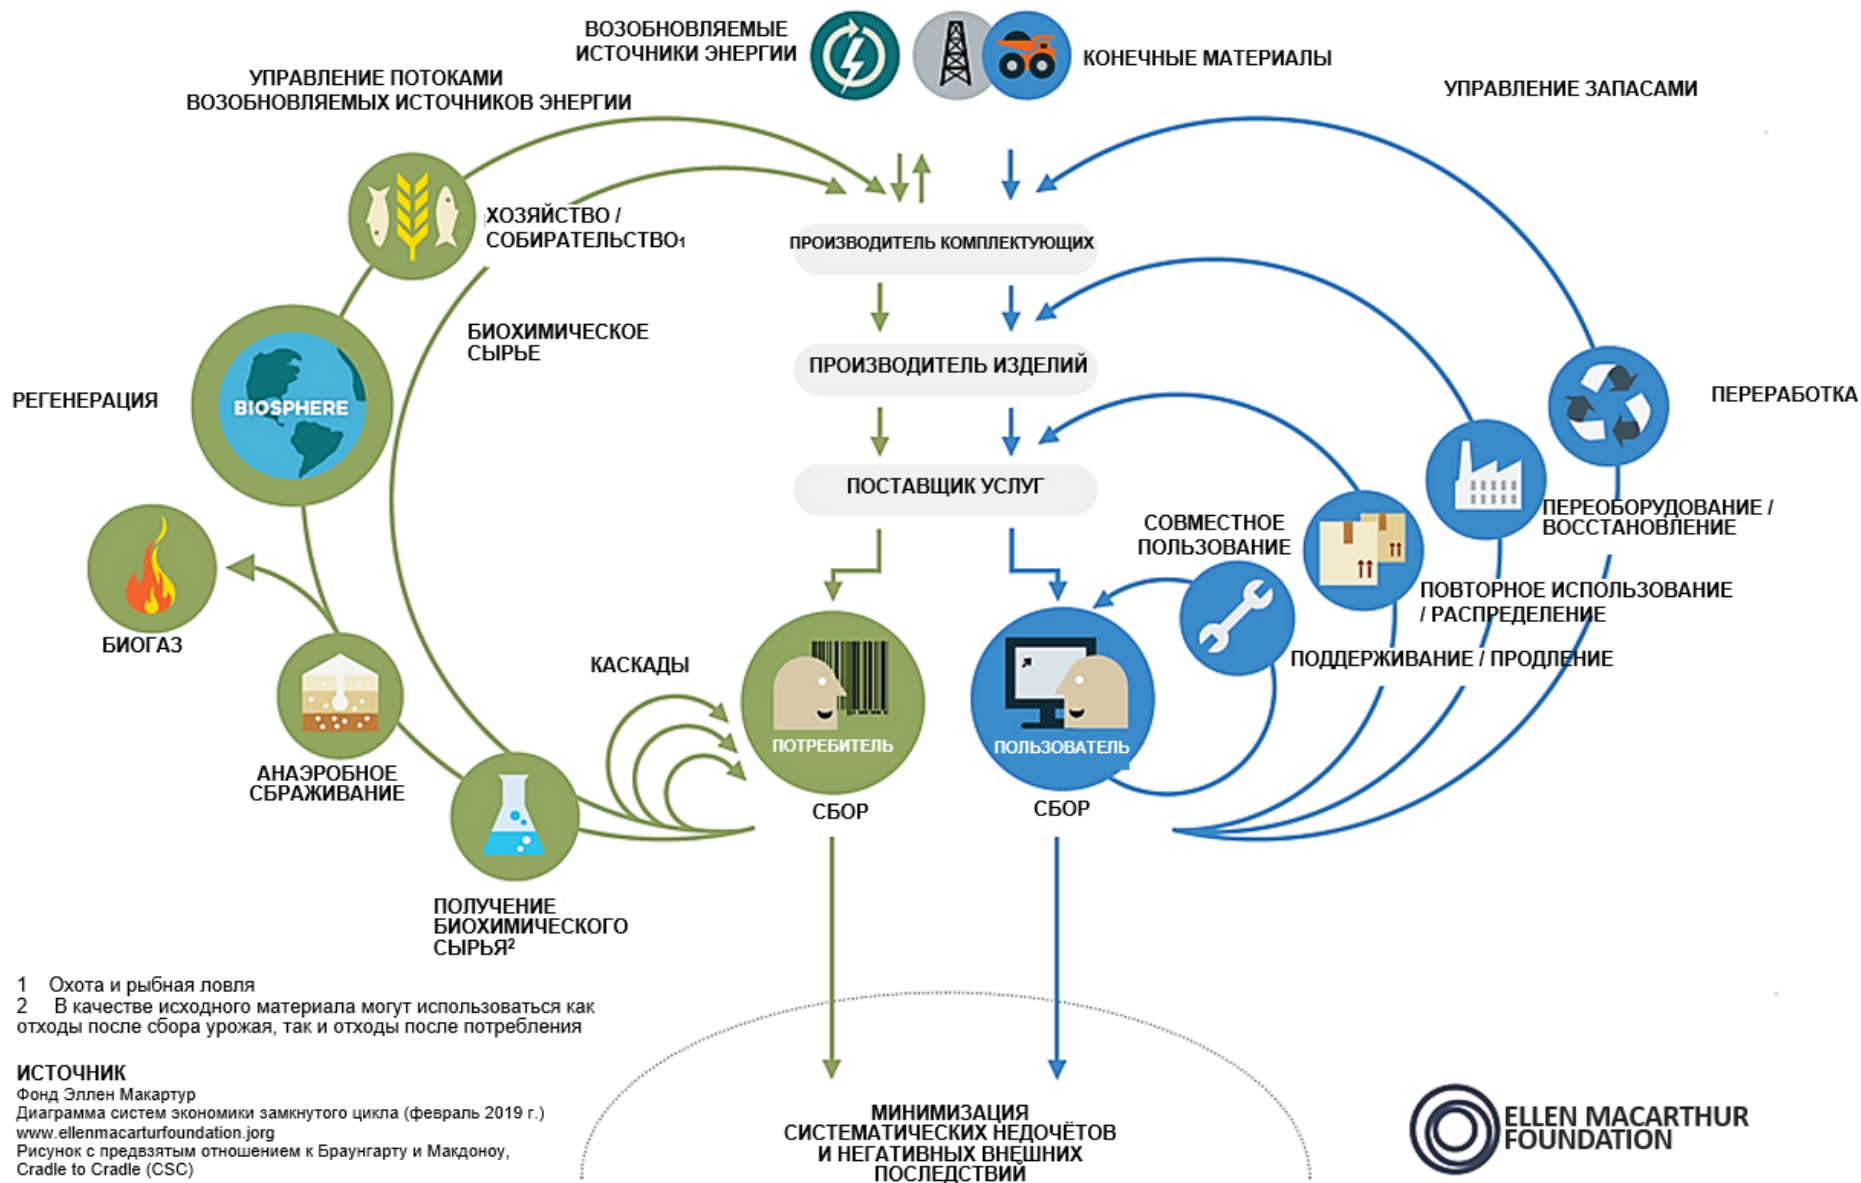 ВОЗОБНОВЛЯЕМЫЕ
ИСТОЧНИКИ ЭНЕРГИИ
КОНЕЧНЫЕ МАТЕРИАЛЫ
УПРАВЛЕНИЕ ПОТОКАМИ
ВОЗОБНОВЛЯЕМЫХ ИСТОЧНИКОВ ЭНЕРГИИ
УПРАВЛЕНИЕ ЗАПАСАМИ
ХОЗЯЙСТВО /
СОБИРАТЕЛЬСТВО1
ПРОИЗВОДИТЕЛЬ КОМПЛЕКТУЮЩИХ
БИОХИМИЧЕСКОЕ
СЫРЬЕ
ПРОИЗВОДИТЕЛЬ ИЗДЕЛИЙ
РЕГЕНЕРАЦИЯ
BIOSPHERE
ПЕРЕРАБОТКА
ПОСТАВЩИК УСЛУГ
ПЕРЕОБОРУДОВАНИЕ /
ВОССТАНОВЛЕНИЕ
СОВМЕСТНОЕ
ПОЛЬЗОВАНИЕ
ПОВТОРНОЕ ИСПОЛЬЗОВАНИЕ
/ РАСПРЕДЕЛЕНИЕ
БИОГАЗ
КАСКАДЫ
ПОДДЕРЖИВАНИЕ / ПРОДЛЕНИЕ
ПОТРЕБИТЕЛЬ
ПОЛЬЗОВАТЕЛЬ
АНАЭРОБНОЕ
СБРАЖИВАНИЕ
СБОР
СБОР
ПОЛУЧЕНИЕ
БИОХИМИЧЕСКОГО
СЫРЬЯ2
1 Охота и рыбная ловля
2 В качестве исходного материала могут использоваться как
отходы после сбора урожая, так и отходы после потребления
ИСТОЧНИК
Фонд Эллен Макартур
Диаграмма систем экономики замкнутого цикла (февраль 2019 г.)
www.ellenmacarturfoundation.jorg
Рисунок с предвзятым отношением к Браунгарту и Макдоноу,
Cradle to Cradle (CSC)
МИНИМИЗАЦИЯ
СИСТЕМАТИЧЕСКИХ НЕДОЧЁТОВ
И НЕГАТИВНЫХ ВНЕШНИХ
ПОСЛЕДСТВИЙ
ELLEN MACARTHUR
FOUNDATION